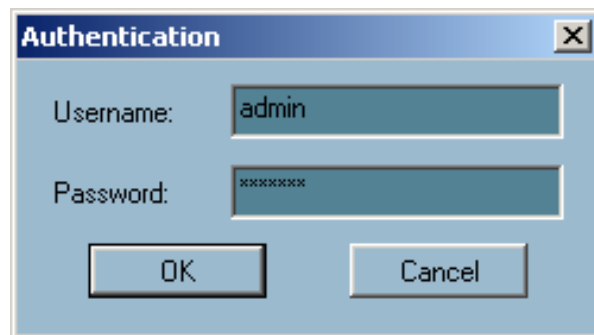 Authentication
Username: admin
Password: *******
OK Cancel